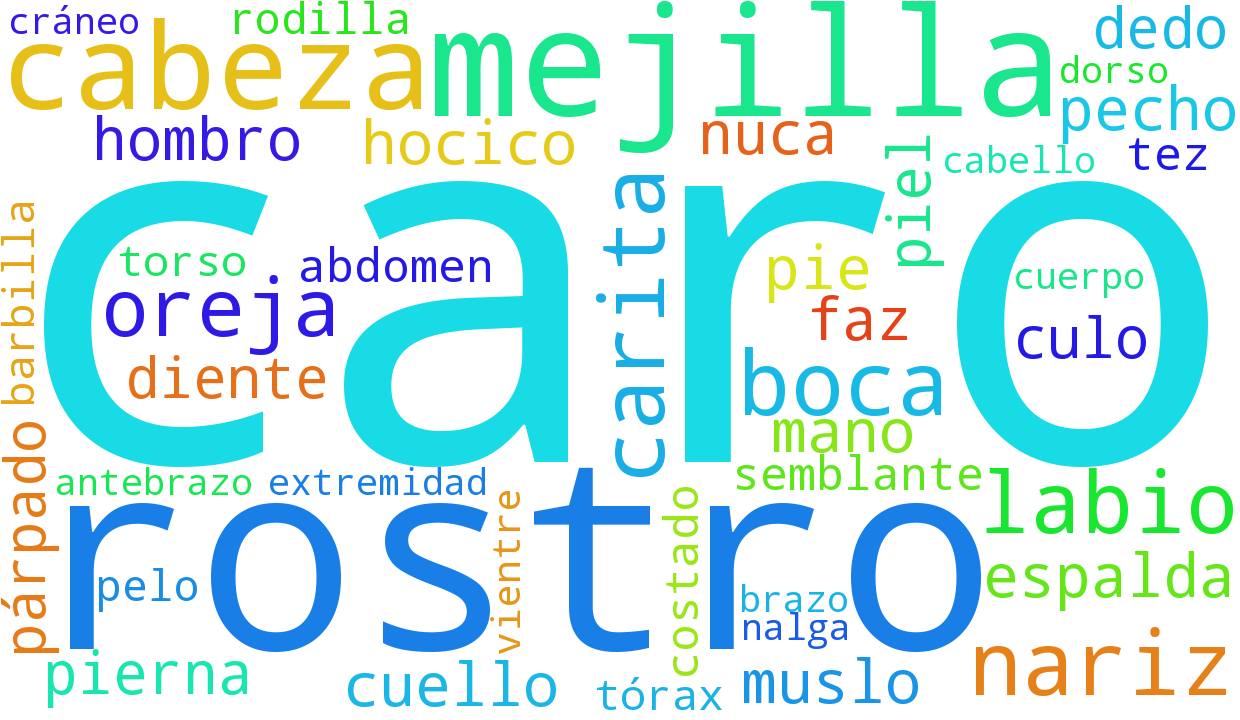 cráneo
rodilla
cabeza
mejilla
dedo
dorso
pecho
hombro
hocico
nuca
piel
cabello
tez
caro
barbilla
torso
abdomen
oreja
carita
pie
cuerpo
faz
culo
diente
boca
párpado
mano
semblante
antebrazo
extremidad
rostro
vientre
costado
labio
espalda
pelo
brazo
nalga
pierna
cuello
tórax
muslo
nariz